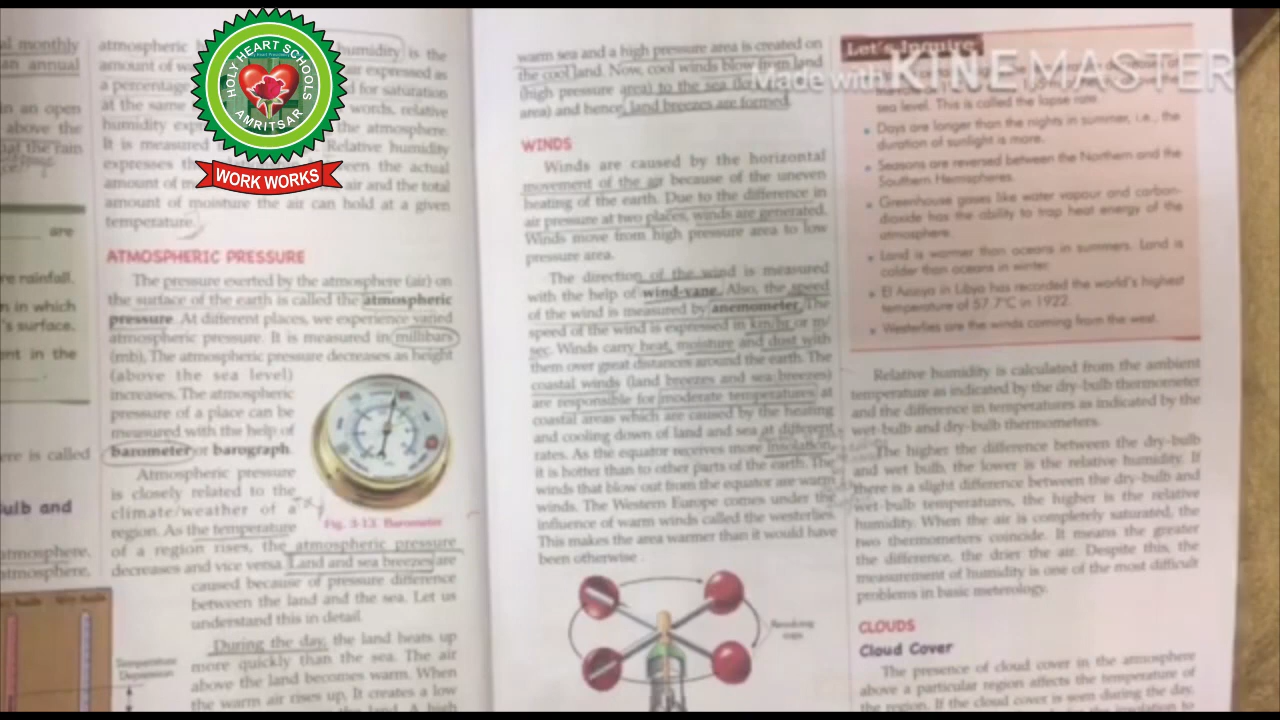 al monthly
an annual
in an open
above the
at the rain
are
re rainfall.
n in which
's surface.
ent in the
ere is called
ulb and
atmosphere,
atmosphere,
HOLY HEART SCHOOLS
AMRITSAR
WORK WORKS
atmospheric humidity is the
amount of air expressed as
a percentage for saturation
at the same words, relative
humidity the atmosphere.
It is measured Relative humidity
expresses the actual
amount of air and the total
amount of moisture the air can hold at a given
temperature.
ATMOSPHERIC PRESSURE
The pressure exerted by the atmosphere (air) on
the surface of the earth is called the atmospheric
pressure. At different places, we experience varied
atmospheric pressure. It is measured in millibars
(mb). The atmospheric pressure decreases as height
(above the sea level)
increases. The atmospheric
pressure of a place can be
measured with the help of
barometer or barograph.
Atmospheric pressure
is closely related to the
climate/weather of a
region. As the temperature
of a region rises, the atmospheric pressure
decreases and vice versa. Land and sea breezes are
caused because of pressure difference
between the land and the sea. Let us
understand this in detail.
During the day, the land heats up
more quickly than the sea. The air
above the land becomes warm. When
the warm air rises up, It creates a low
Fig. 3-13 Barometer
Temperature
Depression
warm sea and a high pressure area is created on
the cool land. Now, cool winds blow from land
(high pressure area) to the sea
area) and hence, land breezes are formed.
WINDS
Winds are caused by the horizontal
movement of the air because of the uneven
heating of the earth. Due to the difference in
air pressure at two places, winds are generated.
Winds move from high pressure area to low
pressure area.
The direction of the wind is measured
with the help of wind-vane. Also, the speed
of the wind is measured by anemometer. The
speed of the wind is expressed in km/hr or m/
sec. Winds carry heat, moisture and dust with
them over great distances around the earth. The
coastal winds (land breezes and sea breezes)
are responsible for moderate temperatures at
coastal areas which are caused by the heating
and cooling down of land and sea at different
rates. As the equator receives more insolation,
it is hotter than to other parts of the earth. The
winds that blow out from the equator are warm
winds. The Western Europe comes under the
influence of warm winds called the westerlies.
This makes the area warmer than it would have
been otherwise.
Revolving
cups
Let's Inquire
Made with KINEMASTER
sea level. This is called the lapse rate.
• Days are longer than the nights in summer, i.e., the
duration of sunlight is more.
• Seasons are reversed between the Northern and the
Southern Hemispheres.
• Greenhouse gases like water vapour and carbon-
dioxide has the ability to trap heat energy of the
atmosphere.
• Land is warmer than oceans in summers. Land is
colder than oceans in winter.
• El Azizya in Libya has recorded the world's highest
temperature of 57.7°C in 1922.
• Westerlies are the winds coming from the west.
Relative humidity is calculated from the ambient
temperature as indicated by the dry-bulb thermometer
and the difference in temperatures as indicated by the
wet-bulb and dry-bulb thermometers.
The higher the difference between the dry-bulb
and wet bulb, the lower is the relative humidity. If
there is a slight difference between the dry-bulb and
wet-bulb temperatures, the higher is the relative
humidity. When the air is completely saturated, the
two thermometers coincide. It means the greater
the difference, the drier the air. Despite this, the
measurement of humidity is one of the most difficult
problems in basic meterology.
CLOUDS
Cloud Cover
The presence of cloud cover in the atmosphere
above a particular region affects the temperature of
the region. If the cloud cover is seen during the day,